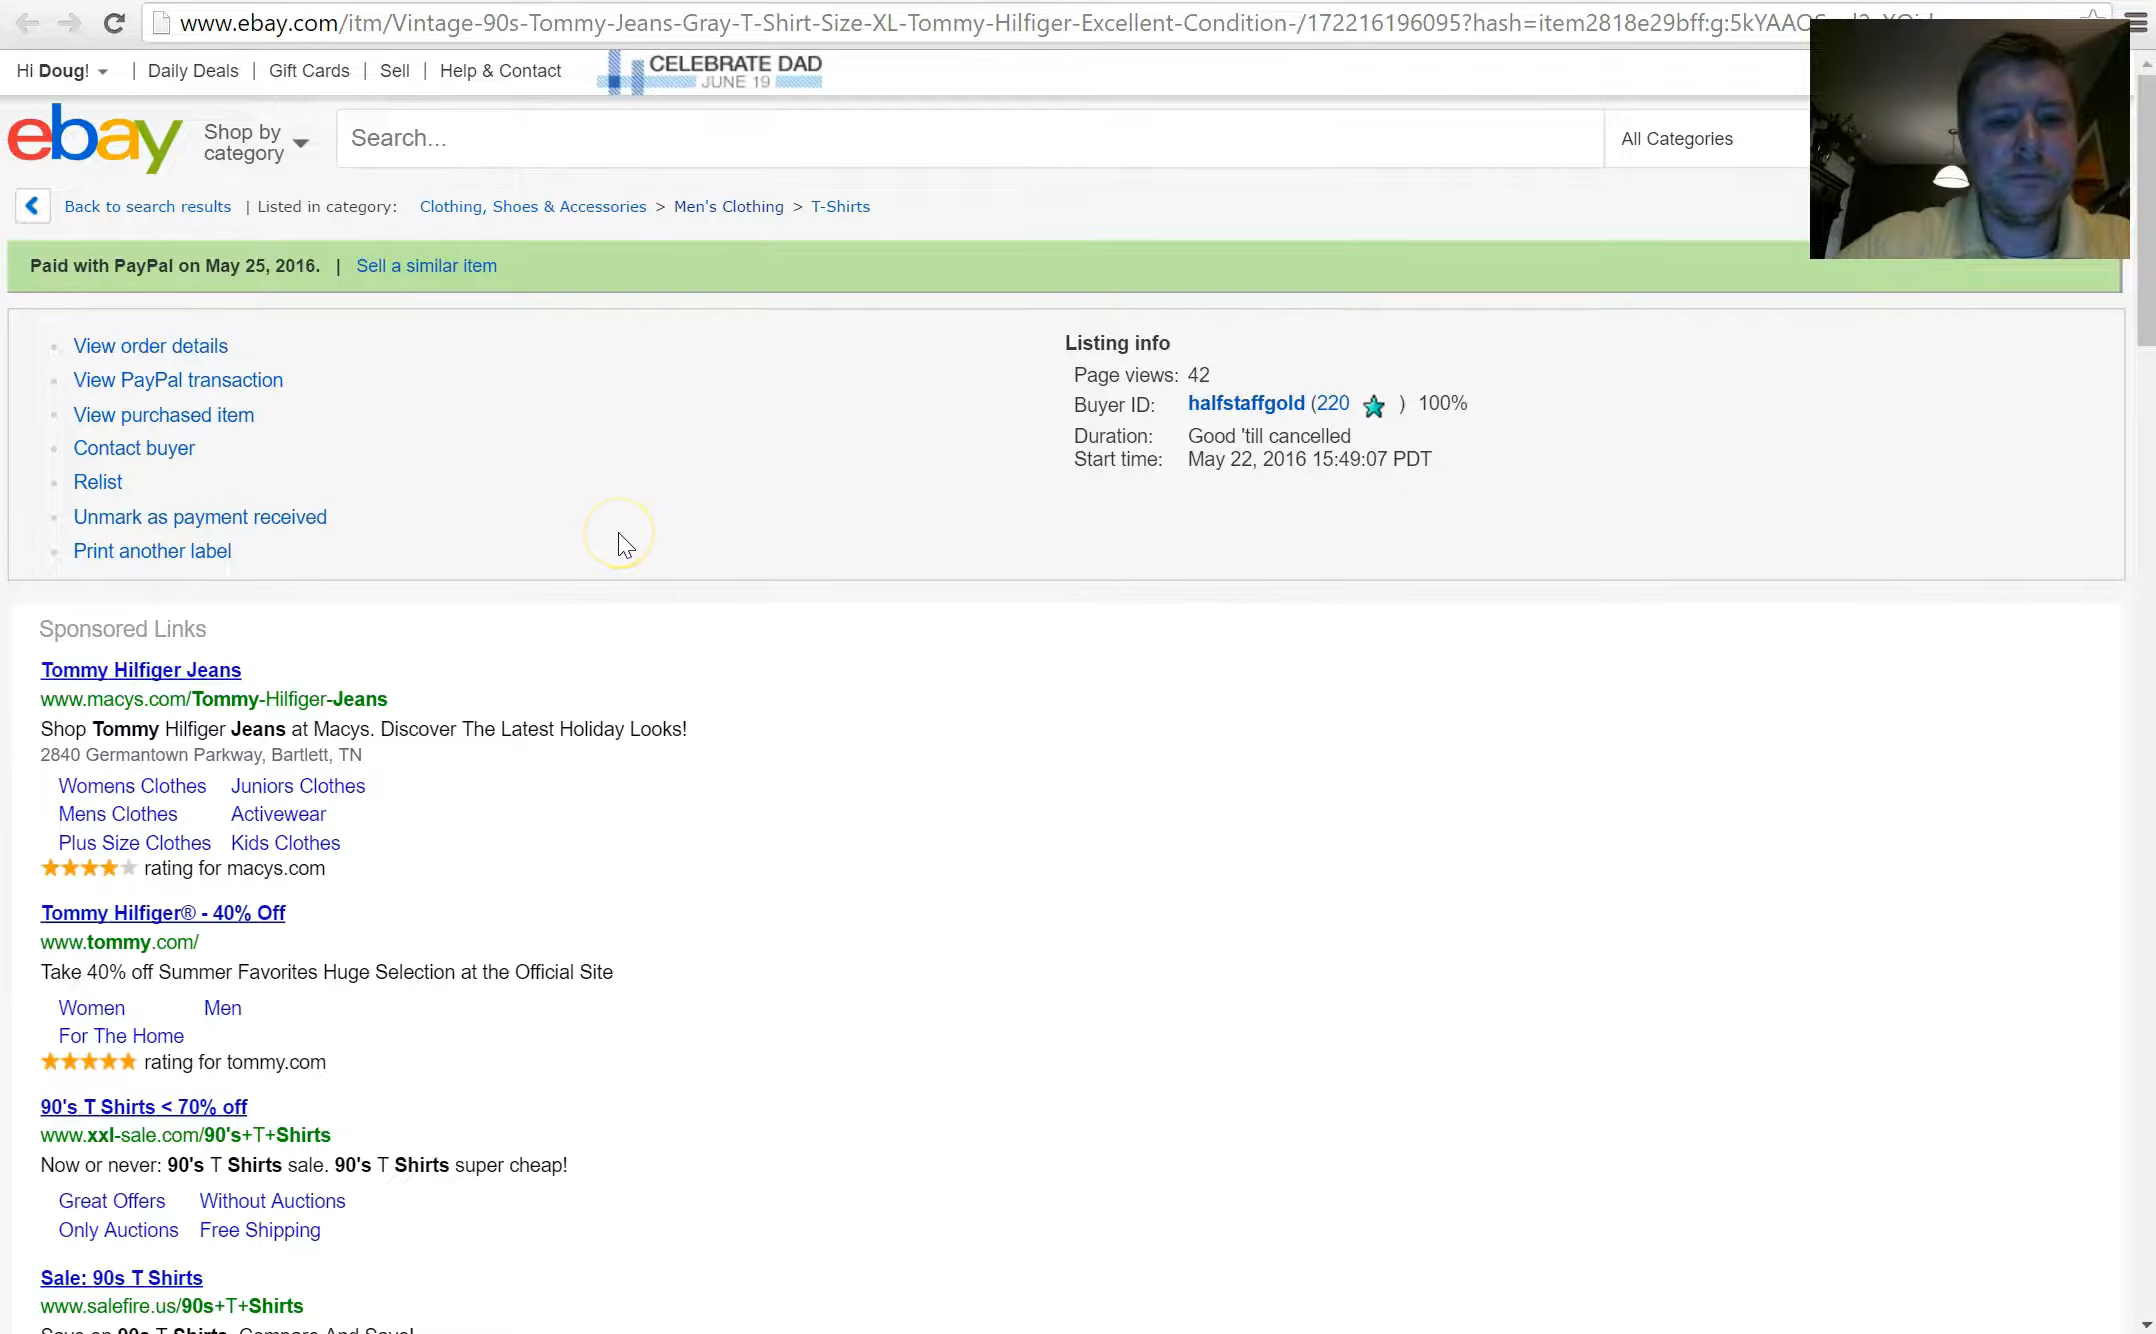 www.ebay.com/itm/Vintage-90s-Tommy-Jeans-Gray-T-Shirt-Size-XL-Tommy-Hilfiger-Excellent-Condition-/172216196095?hash=item2818e29bff:g:5kYAAOS
Hi Doug! | Daily Deals | Gift Cards | Sell | Help & Contact
CELEBRATE DAD
JUNE 19
ebay
Shop by
category
Search...
All Categories
Back to search results | Listed in category: Clothing, Shoes & Accessories > Men's Clothing > T-Shirts
Paid with PayPal on May 25, 2016. | Sell a similar item
View order details
View PayPal transaction
View purchased item
Contact buyer
Relist
Unmark as payment received
Print another label
Listing info
Page views: 42
Buyer ID: halfstaffgold (220 ) 100%
Duration: Good 'till cancelled
Start time: May 22, 2016 15:49:07 PDT
Sponsored Links
Tommy Hilfiger Jeans
www.macys.com/Tommy-Hilfiger-Jeans
Shop Tommy Hilfiger Jeans at Macys. Discover The Latest Holiday Looks!
2840 Germantown Parkway, Bartlett, TN
Womens Clothes Juniors Clothes
Mens Clothes Activewear
Plus Size Clothes Kids Clothes
rating for macys.com
Tommy Hilfiger® - 40% Off
www.tommy.com/
Take 40% off Summer Favorites Huge Selection at the Official Site
Women Men
For The Home
rating for tommy.com
90's T Shirts < 70% off
www.xxl-sale.com/90's+T+Shirts
Now or never: 90's T Shirts sale. 90's T Shirts super cheap!
Great Offers Without Auctions
Only Auctions Free Shipping
Sale: 90s T Shirts
www.salefire.us/90s+T+Shirts
Save on 90s T Shirts. Compare And Save!